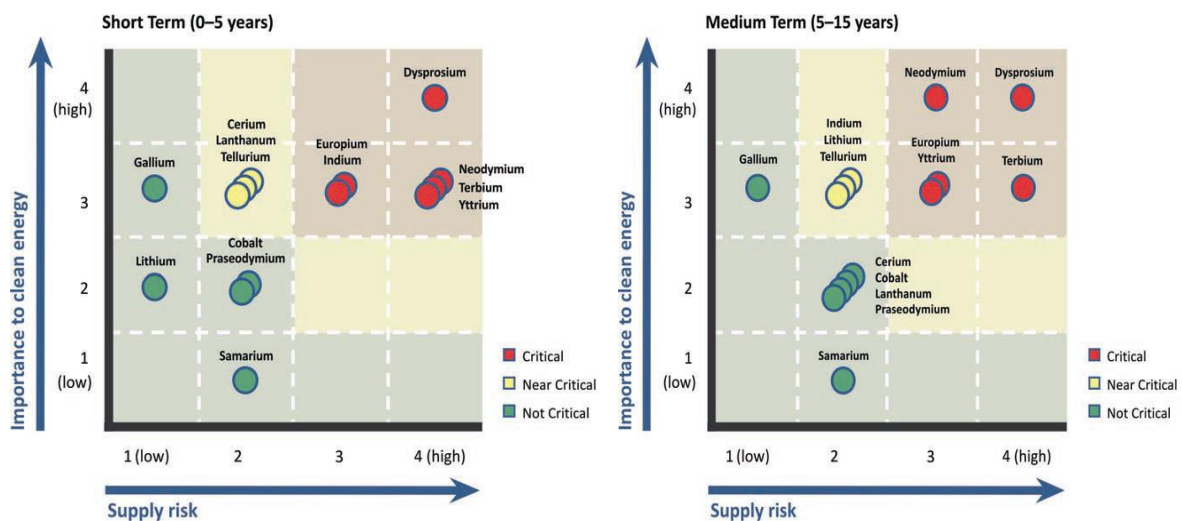 Short Term (0–5 years)
Importance to clean energy
4
(high)
3
2
1
(low)
Dysprosium
Cerium
Lanthanum
Tellurium
Europium
Indium
Gallium
Neodymium
Terbium
Yttrium
Cobalt
Praseodymium
Lithium
Samarium
Critical
Near Critical
Not Critical
1 (low)
2
3
4 (high)
Supply risk
Medium Term (5–15 years)
Importance to clean energy
4
(high)
3
2
1
(low)
Neodymium
Dysprosium
Indium
Lithium
Tellurium
Europium
Yttrium
Gallium
Terbium
Cerium
Cobalt
Lanthanum
Praseodymium
Samarium
Critical
Near Critical
Not Critical
1 (low)
2
3
4 (high)
Supply risk